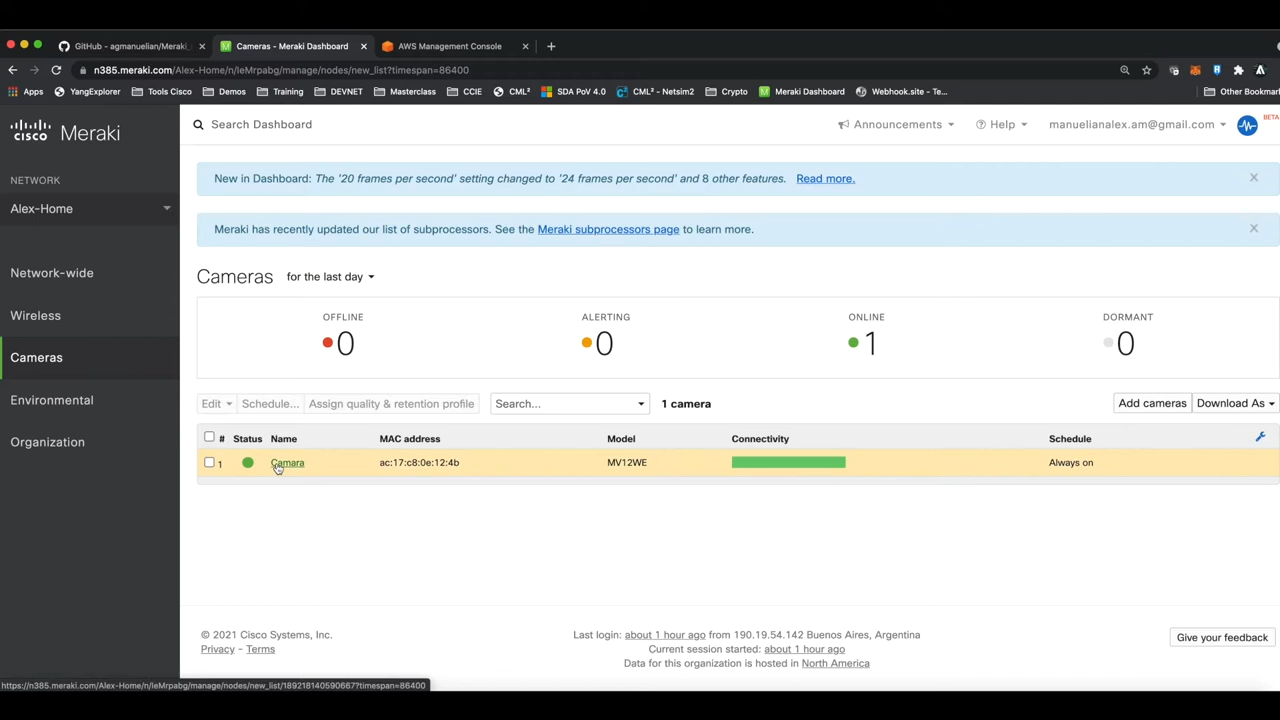 GitHub - agmanuelian/Meraki_
Cameras - Meraki Dashboard
AWS Management Console
n385.meraki.com/Alex-Home/n/leMrpabg/manage/nodes/new_list?timespan=86400
Apps YangExplorer Tools Cisco Demos Training DEVNET Masterclass CCIE CML² SDA PoV 4.0 CML² - Netsim2 Crypto Meraki Dashboard Webhook.site - Te... Other Bookmar
cisco Meraki
Search Dashboard
Announcements
Help
manuelianalex.am@gmail.com
BETA
NETWORK
Alex-Home
Network-wide
Wireless
Cameras
Environmental
Organization
New in Dashboard: The '20 frames per second' setting changed to '24 frames per second' and 8 other features. Read more.
Meraki has recently updated our list of subprocessors. See the Meraki subprocessors page to learn more.
Cameras for the last day
OFFLINE ALERTING ONLINE DORMANT
0 0 1 0
Edit Schedule... Assign quality & retention profile Search... 1 camera Add cameras Download As
# Status Name MAC address Model Connectivity Schedule
1 Camara ac:17:c8:0e:12:4b MV12WE Always on
© 2021 Cisco Systems, Inc.
Privacy - Terms
Last login: about 1 hour ago from 190.19.54.142 Buenos Aires, Argentina
Current session started: about 1 hour ago
Data for this organization is hosted in North America
Give your feedback
https://n385.meraki.com/Alex-Home/n/leMrpabg/manage/nodes/new_list/189218140590667?timespan=86400